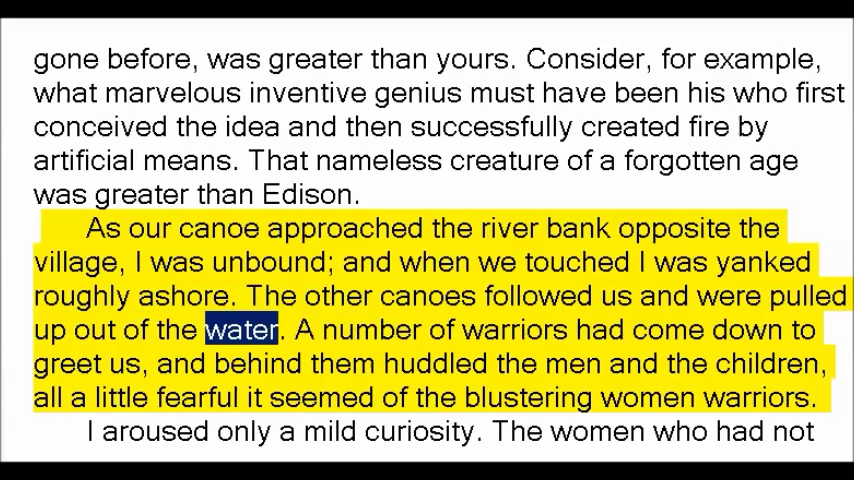 gone before, was greater than yours. Consider, for example,
what marvelous inventive genius must have been his who first
conceived the idea and then successfully created fire by
artificial means. That nameless creature of a forgotten age
was greater than Edison.
As our canoe approached the river bank opposite the
village, I was unbound; and when we touched I was yanked
roughly ashore. The other canoes followed us and were pulled
up out of the water. A number of warriors had come down to
greet us, and behind them huddled the men and the children,
all a little fearful it seemed of the blustering women warriors.
I aroused only a mild curiosity. The women who had not